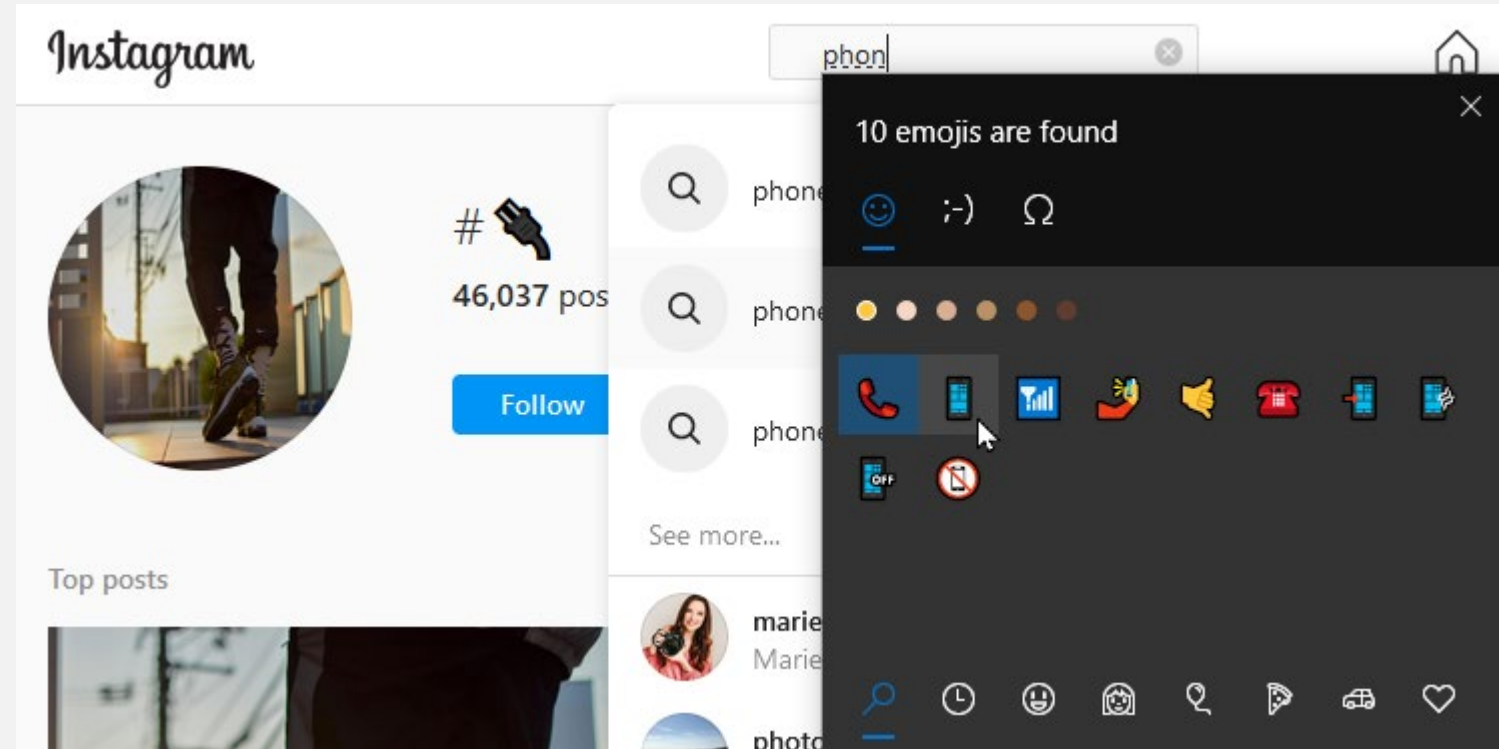 Instagram
phon
10 emojis are found
;-)
Ω
#
46,037 pos
Follow
phone
phone
phone
See more...
Top posts
marie
Marie
photo
OFF